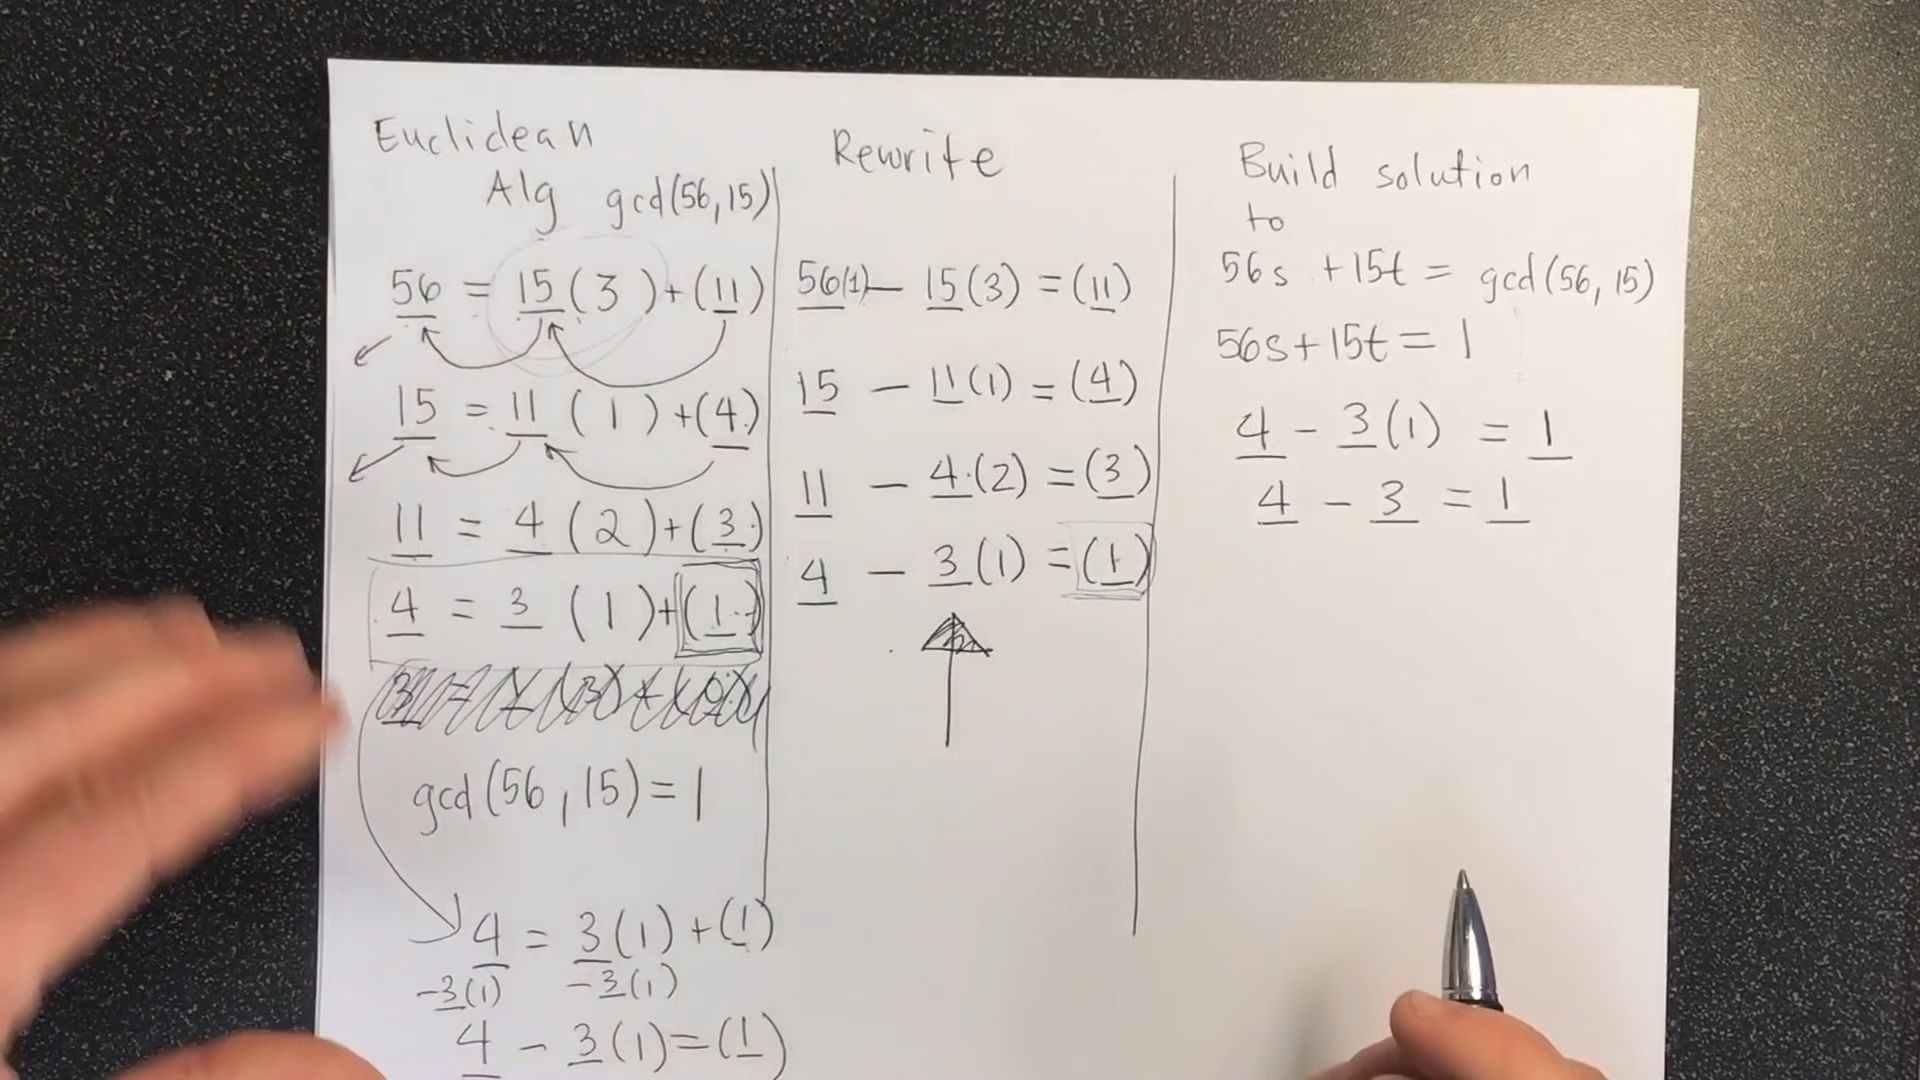 Euclidean
Alg gcd(56,15)
56 = 15(3)+(11)
15 = 11(1)+(4)
11 = 4(2)+(3)
4 = 3(1)+(1)
gcd(56,15)=1
4 = 3(1)+(1)
-3(1) -3(1)
4 - 3(1)=(1)
Rewrite
56(1)- 15(3)=(11)
15 - 11(1)=(4)
11 - 4·(2)=(3)
4 - 3(1)=(1)
Build solution
to
56s +15t = gcd(56,15)
56s+15t=1
4 - 3(1) = 1
4 - 3 = 1